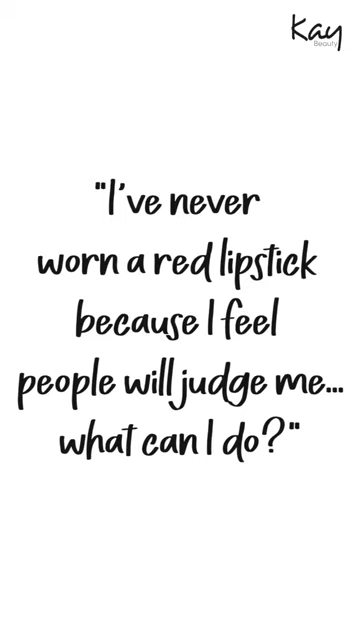 Kay
Beauty
"I've never
worn a red lipstick
because I feel
people will judge me...
what can I do?"